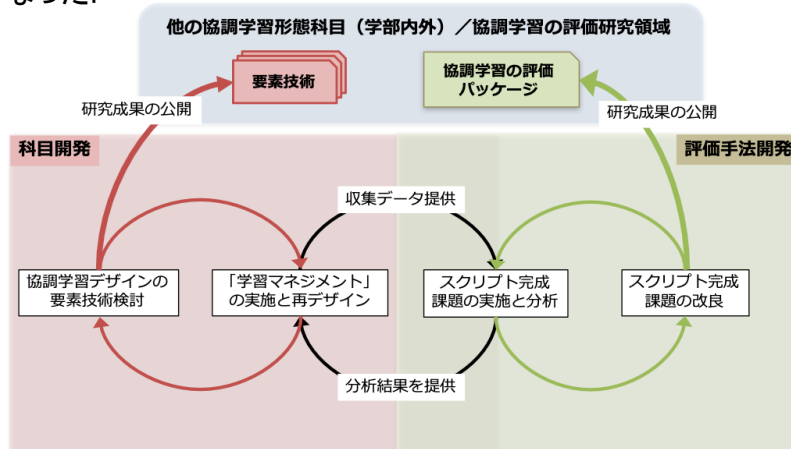 他の協調学習形態科目（学部内外）／協調学習の評価研究領域
要素技術
協調学習の評価
パッケージ
研究成果の公開
研究成果の公開
科目開発
評価手法開発
収集データ提供
協調学習デザインの
要素技術検討
「学習マネジメント」
の実施と再デザイン
スクリプト完成
課題の実施と分析
スクリプト完成
課題の改良
分析結果を提供